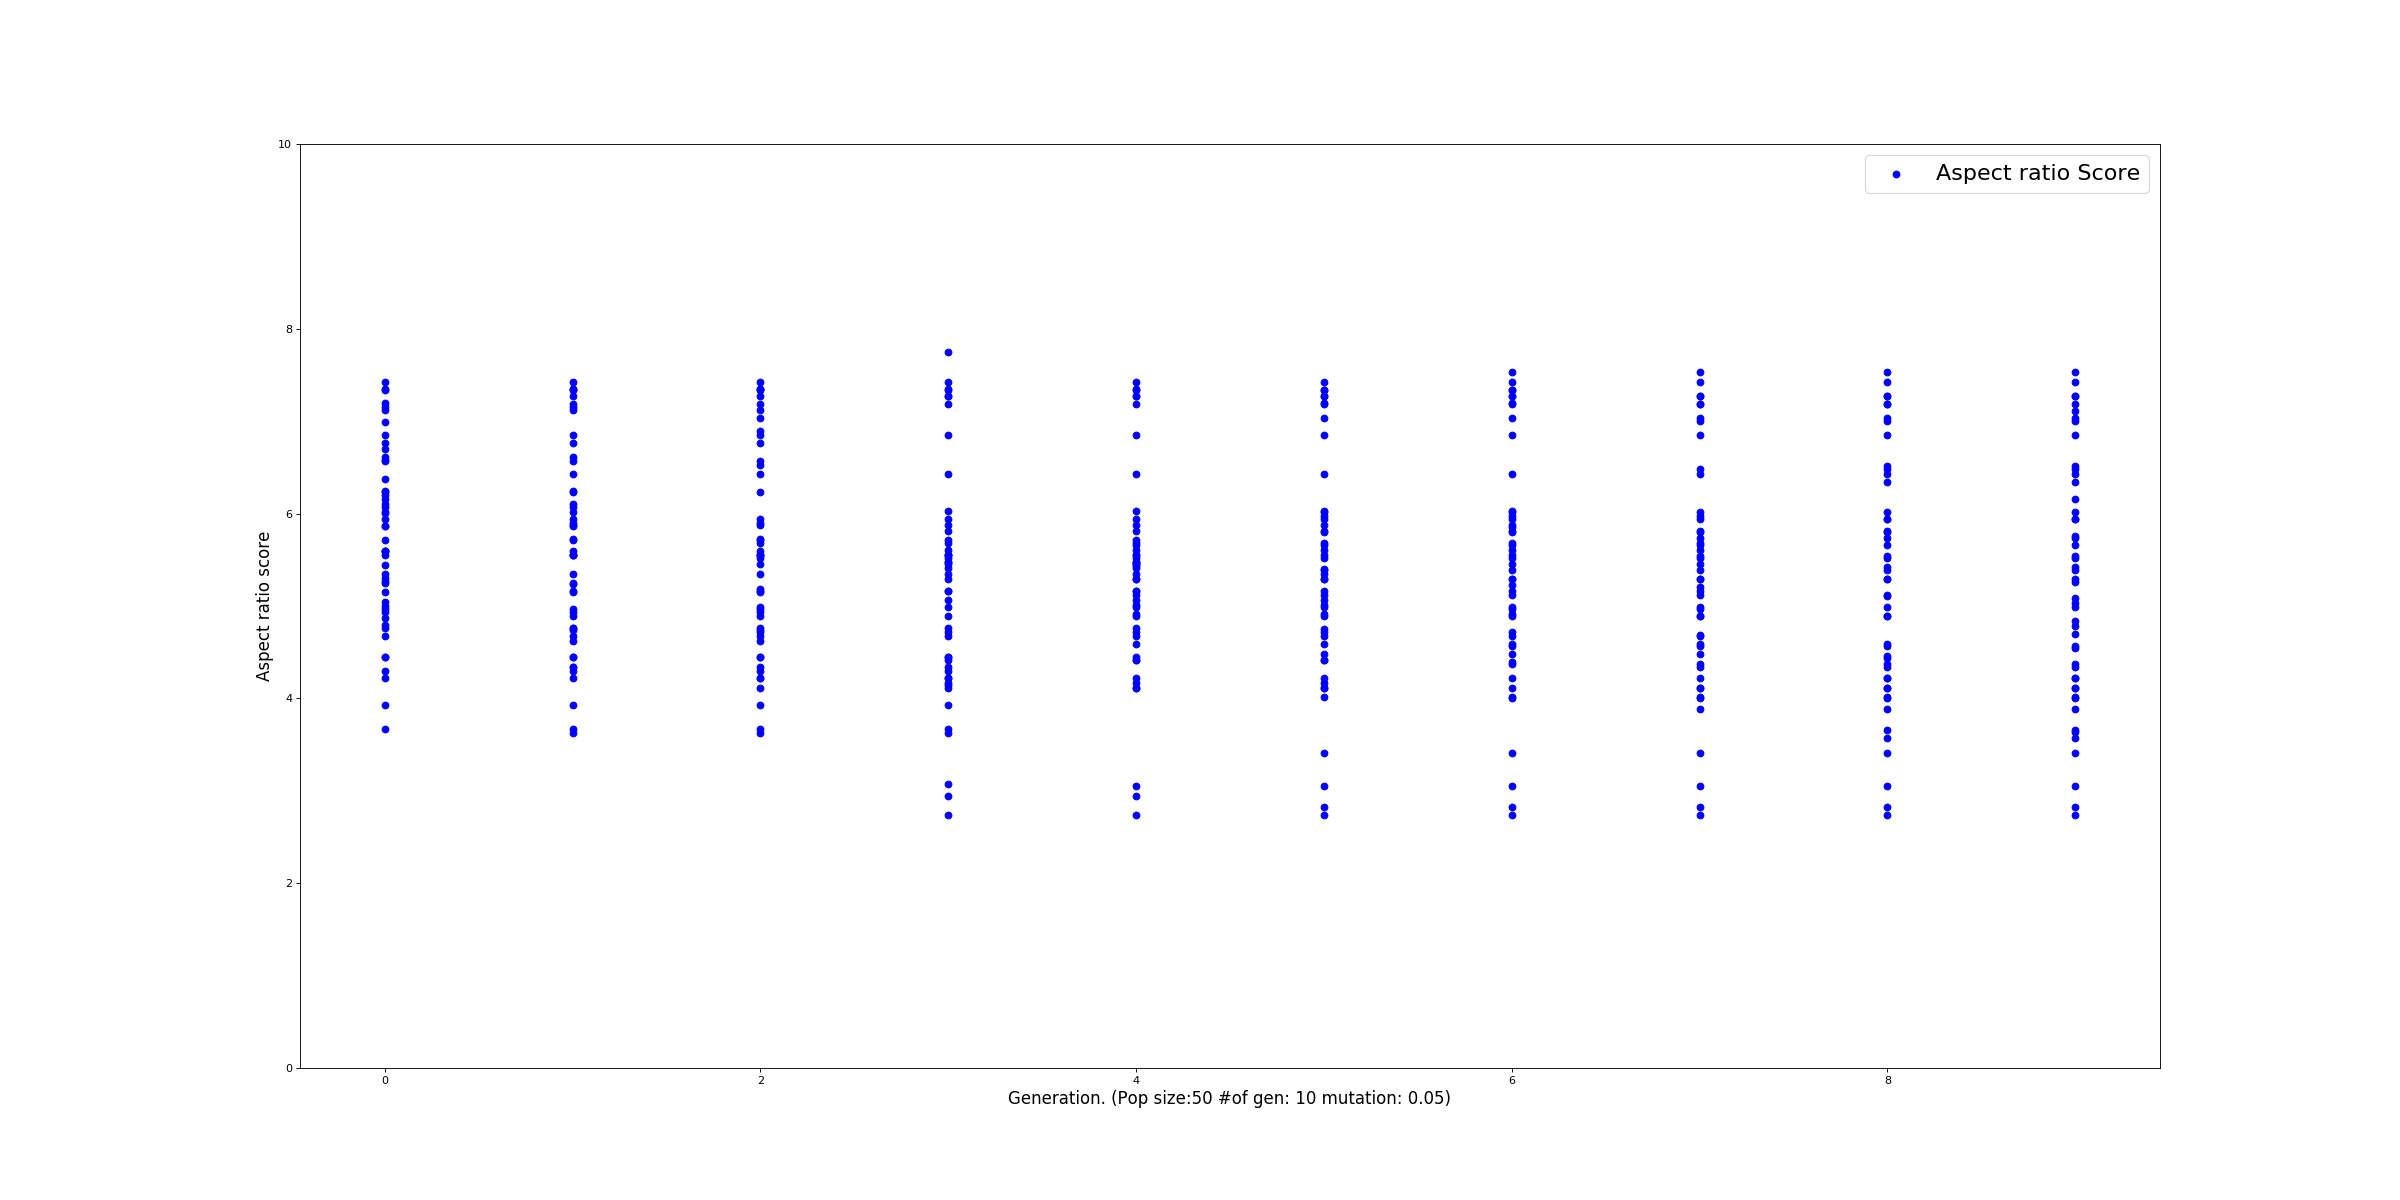 Aspect ratio Score
10
8
6
4
2
0
Aspect ratio score
0 2 4 6 8
Generation. (Pop size:50 #of gen: 10 mutation: 0.05)